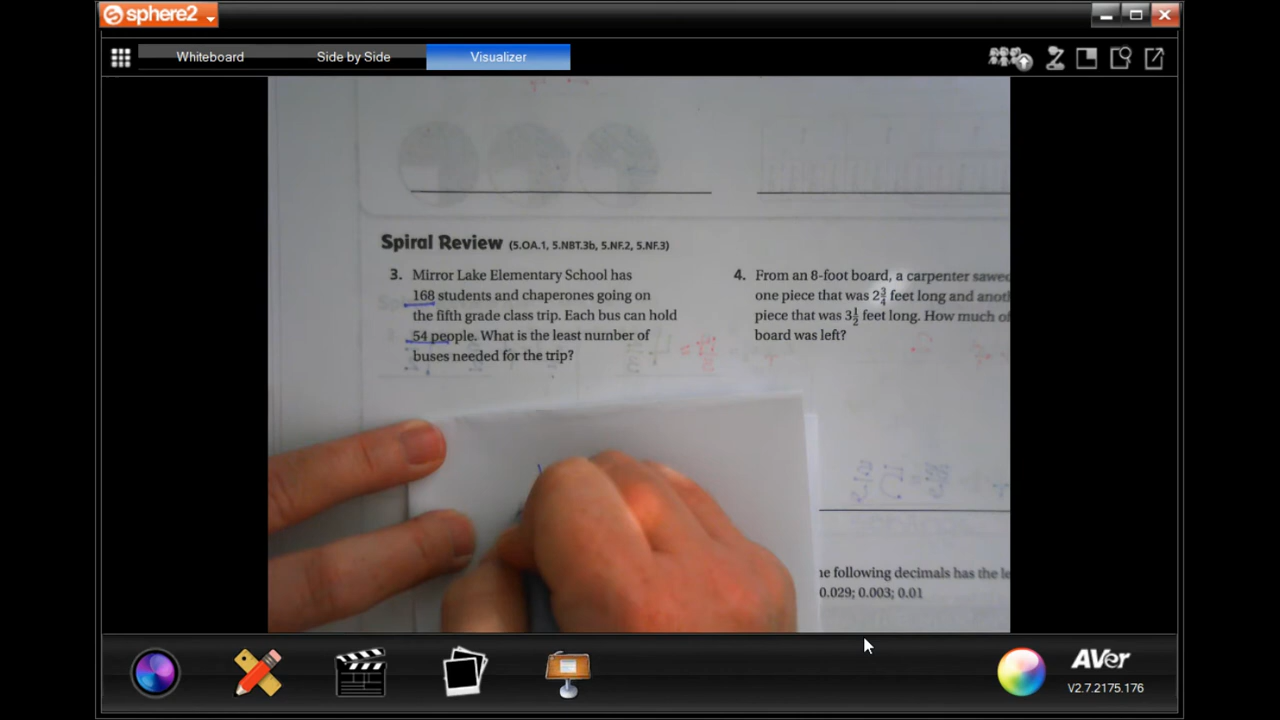 sphere2
Whiteboard
Side by Side
Visualizer
Spiral Review (5.OA.1, 5.NBT.3b, 5.NF.2, 5.NF.3)
3. Mirror Lake Elementary School has
168 students and chaperones going on
the fifth grade class trip. Each bus can hold
54 people. What is the least number of
buses needed for the trip?
4. From an 8-foot board, a carpenter sawed
one piece that was 2 3/4 feet long and
piece that was 3 1/2 feet long. How much of
board was left?
following decimals has the
0.029; 0.003; 0.01
AVer
V2.7.2175.176